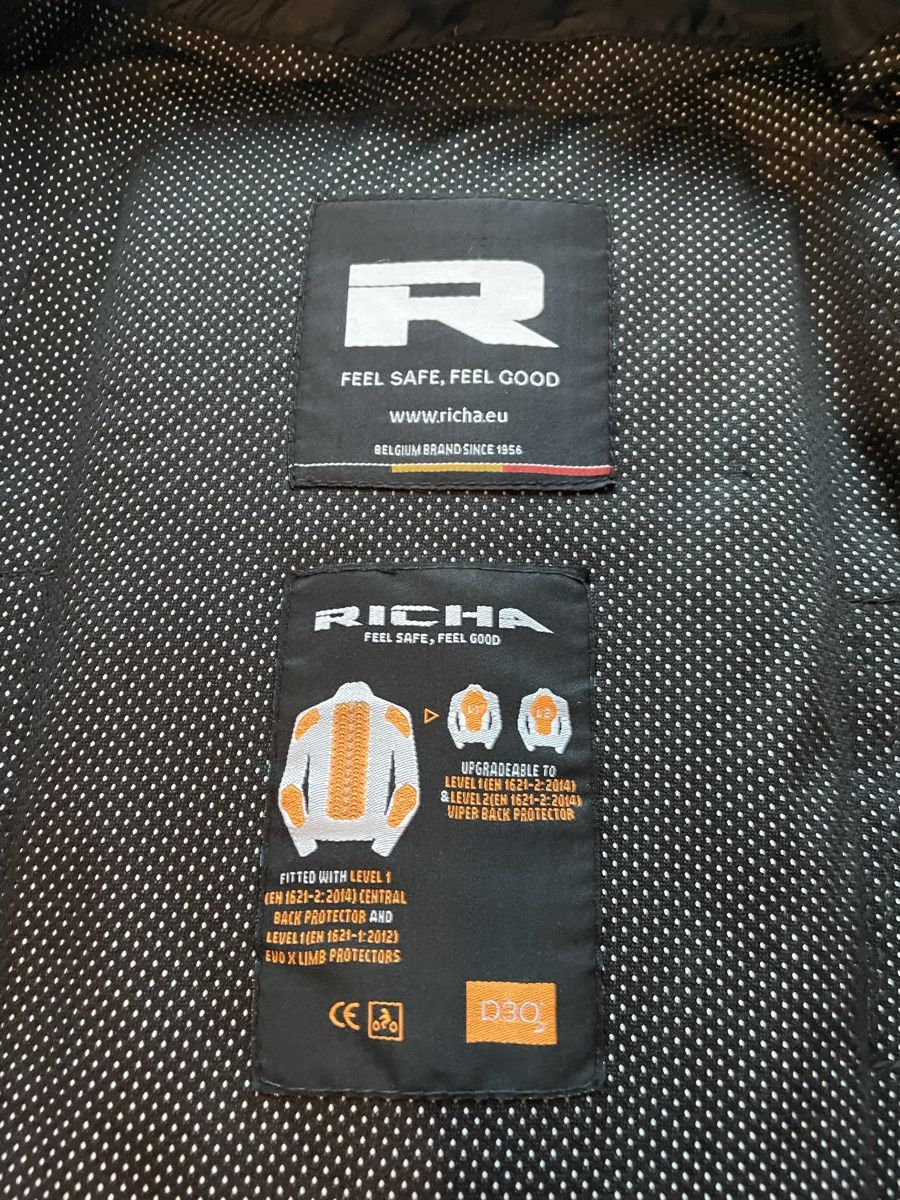 R
FEEL SAFE, FEEL GOOD
www.richa.eu
BELGIUM BRAND SINCE 1956
RICHA
FEEL SAFE, FEEL GOOD
L1 L2
UPGRADEABLE TO
LEVEL 1 (EN 1621-2:2014)
& LEVEL 2 (EN 1621-2:2014)
VIPER BACK PROTECTOR
FITTED WITH LEVEL 1
(EN 1621-2:2014) CENTRAL
BACK PROTECTOR AND
LEVEL 1 (EN 1621-1:2012)
EVO X LIMB PROTECTORS
CE
D3O